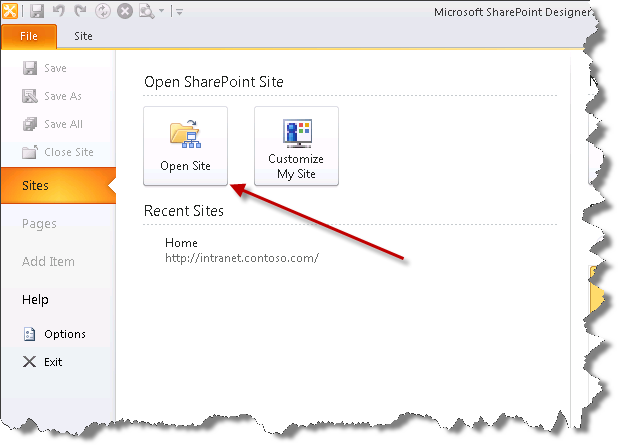 Microsoft SharePoint Designer
File
Site
Save
Save As
Save All
Close Site
Sites
Pages
Add Item
Help
Options
Exit
Open SharePoint Site
Open Site
Customize
My Site
Recent Sites
Home
http://intranet.contoso.com/